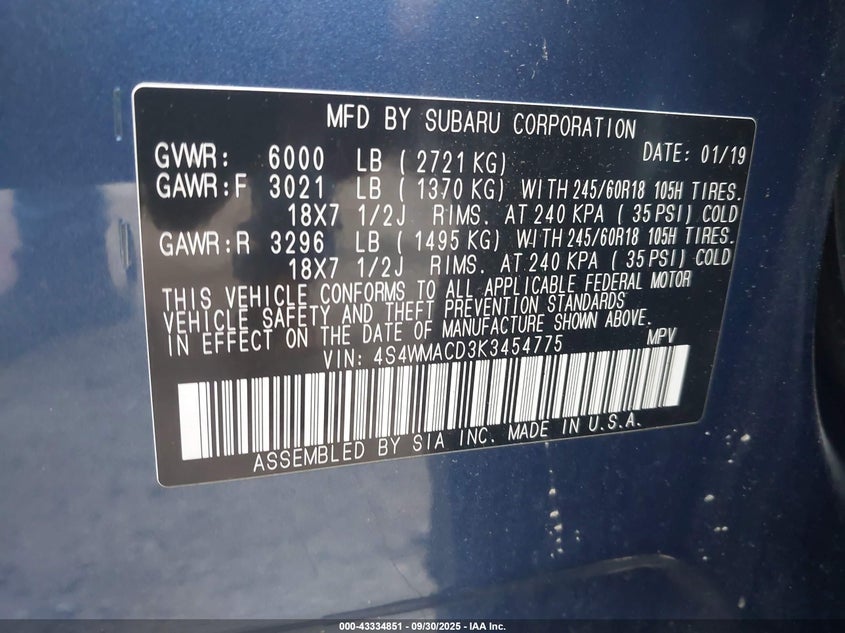 MFD BY SUBARU CORPORATION
GVWR: 6000 LB ( 2721 KG) DATE: 01/19
GAWR:F 3021 LB ( 1370 KG) WITH 245/60R18 105H TIRES.
18X7 1/2J RIMS. AT 240 KPA ( 35 PSI) COLD
GAWR:R 3296 LB ( 1495 KG) WITH 245/60R18 105H TIRES.
18X7 1/2J RIMS. AT 240 KPA ( 35 PSI) COLD
THIS VEHICLE CONFORMS TO ALL APPLICABLE FEDERAL MOTOR
VEHICLE SAFETY AND THEFT PREVENTION STANDARDS
IN EFFECT ON THE DATE OF MANUFACTURE SHOWN ABOVE.
VIN: 4S4WMACD3K3454775 MPV
ASSEMBLED BY SIA INC. MADE IN U.S.A.
000-43334851 - 09/30/2025 - IAA Inc.